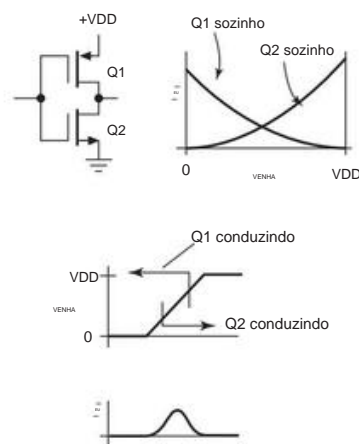 +VDD
Q1
Q2
Q1 sozinho
Q2 sozinho
0
VENHA
VDD
Q1 conduzindo
VDD
VENHA
0
Q2 conduzindo